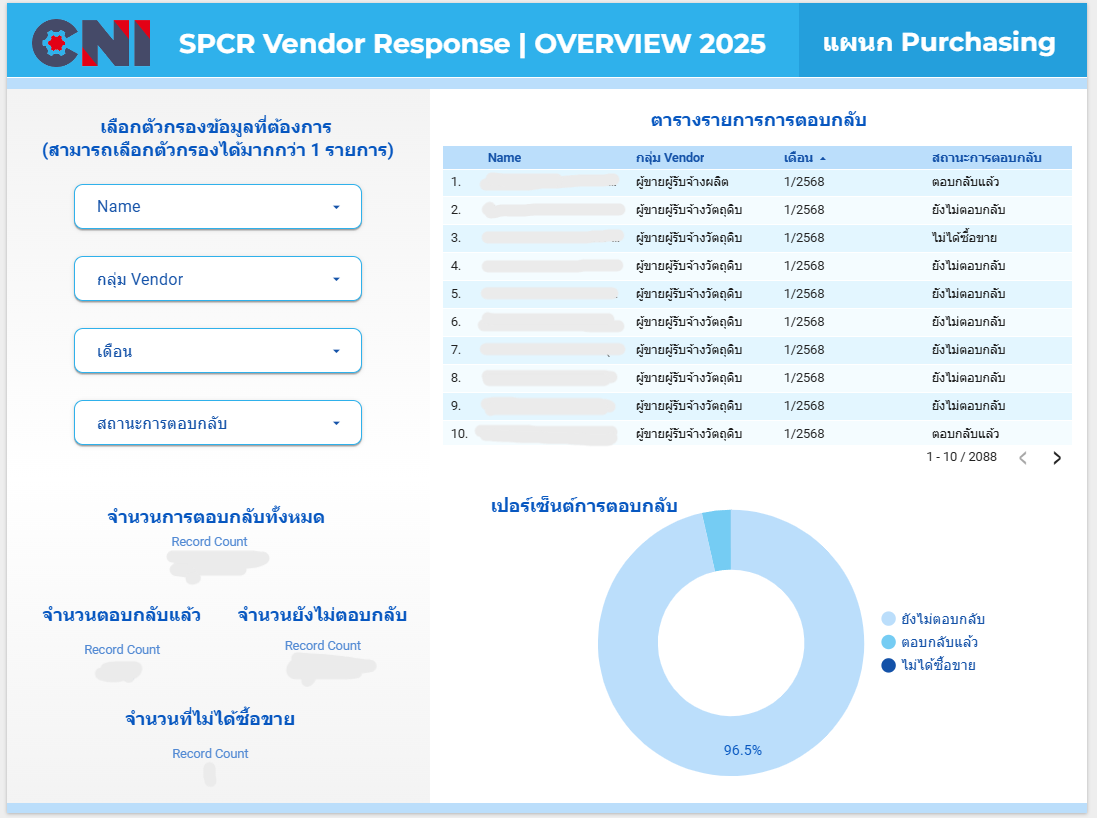 CNI
SPCR Vendor Response | OVERVIEW 2025
แผนก Purchasing
เลือกตัวกรองข้อมูลที่ต้องการ
(สามารถเลือกตัวกรองได้มากกว่า 1 รายการ)
Name
กลุ่ม Vendor
เดือน
สถานะการตอบกลับ
ตารางรายการการตอบกลับ
Name กลุ่ม Vendor เดือน สถานะการตอบกลับ
1. ... ผู้ขายผู้รับจ้างผลิต 1/2568 ตอบกลับแล้ว
2. ผู้ขายผู้รับจ้างวัตถุดิบ 1/2568 ยังไม่ตอบกลับ
3. ... ผู้ขายผู้รับจ้างวัตถุดิบ 1/2568 ไม่ได้ซื้อขาย
4. ผู้ขายผู้รับจ้างวัตถุดิบ 1/2568 ยังไม่ตอบกลับ
5. ผู้ขายผู้รับจ้างวัตถุดิบ 1/2568 ยังไม่ตอบกลับ
6. ผู้ขายผู้รับจ้างวัตถุดิบ 1/2568 ยังไม่ตอบกลับ
7. ผู้ขายผู้รับจ้างวัตถุดิบ 1/2568 ยังไม่ตอบกลับ
8. ผู้ขายผู้รับจ้างวัตถุดิบ 1/2568 ยังไม่ตอบกลับ
9. ผู้ขายผู้รับจ้างวัตถุดิบ 1/2568 ยังไม่ตอบกลับ
10. ผู้ขายผู้รับจ้างวัตถุดิบ 1/2568 ตอบกลับแล้ว
1 - 10 / 2088
จำนวนการตอบกลับทั้งหมด
Record Count
จำนวนตอบกลับแล้ว
Record Count
จำนวนยังไม่ตอบกลับ
Record Count
จำนวนที่ไม่ได้ซื้อขาย
Record Count
เปอร์เซ็นต์การตอบกลับ
96.5%
ยังไม่ตอบกลับ
ตอบกลับแล้ว
ไม่ได้ซื้อขาย